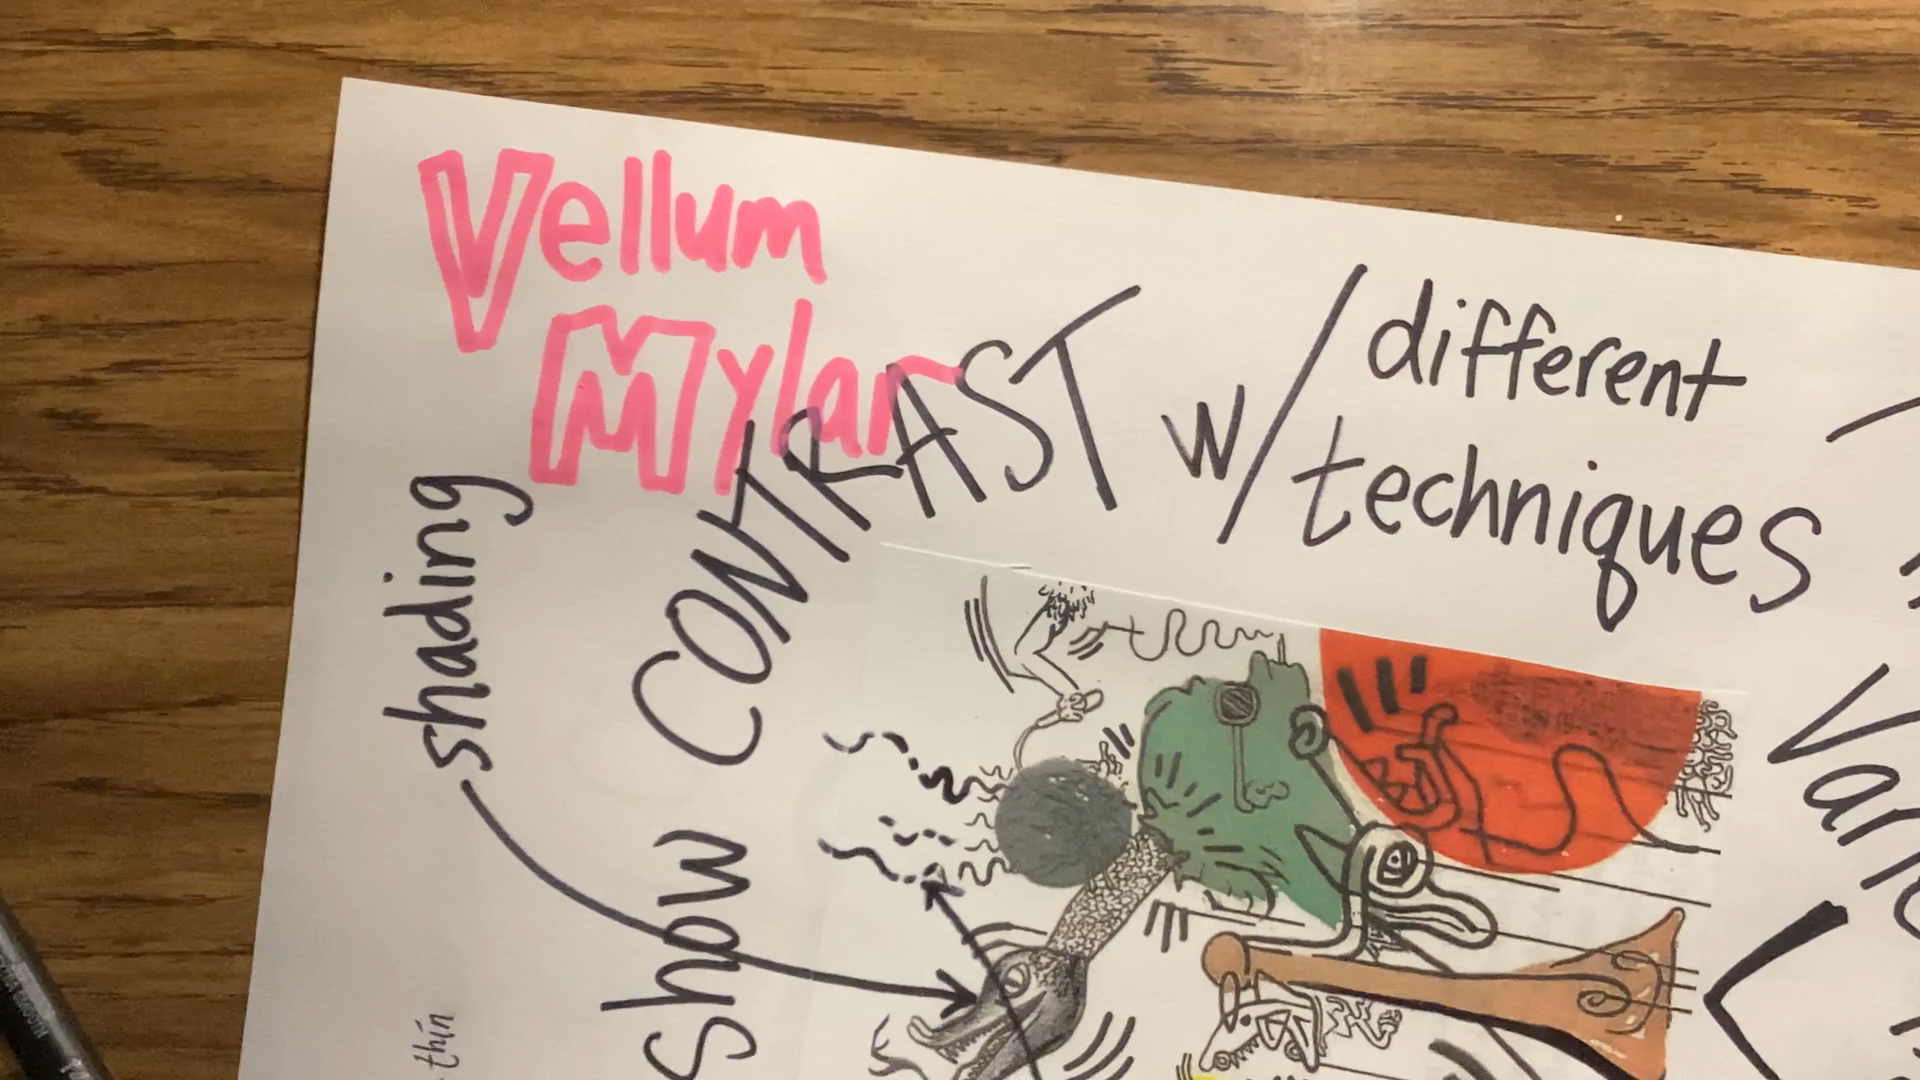 Vellum
Mylar
show CONTRAST w/ different
techniques
shading
thin